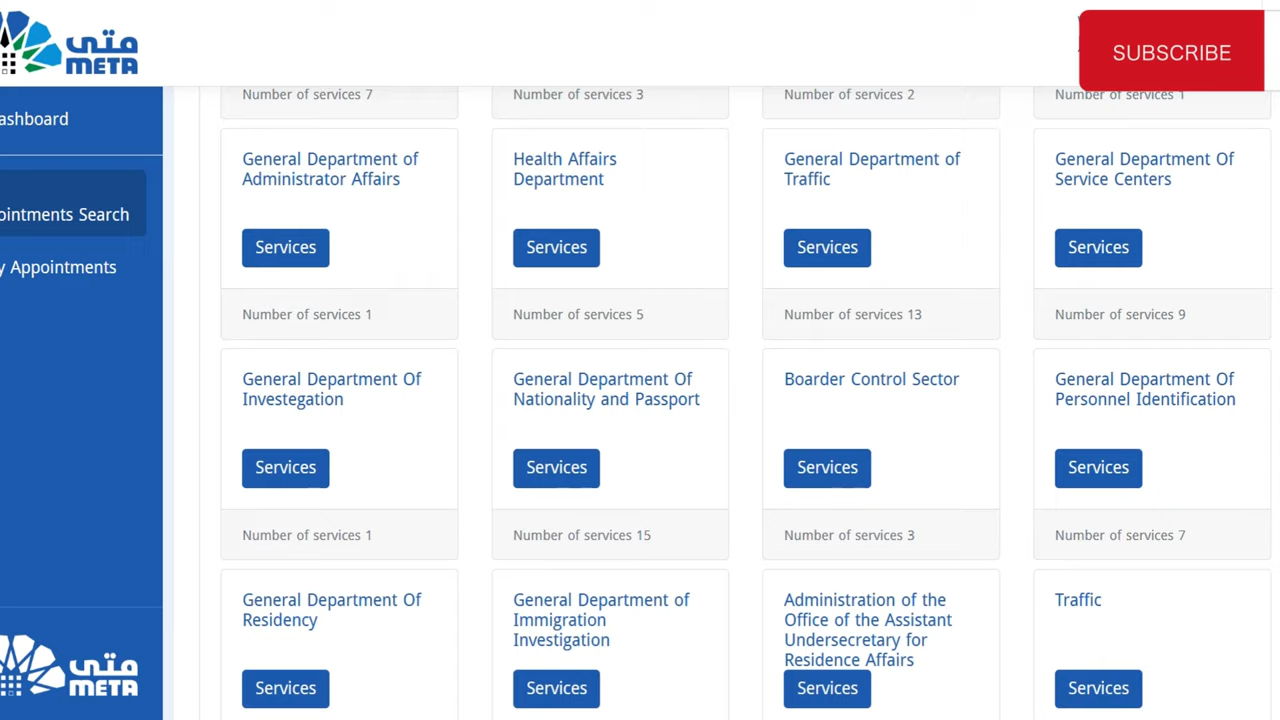 متى
META
SUBSCRIBE
Number of services 7
Number of services 3
Number of services 2
Number of services 1
ashboard
ointments Search
y Appointments
General Department of
Administrator Affairs
Services
Number of services 1
Health Affairs
Department
Services
Number of services 5
General Department of
Traffic
Services
Number of services 13
General Department Of
Service Centers
Services
Number of services 9
General Department Of
Investegation
Services
Number of services 1
General Department Of
Nationality and Passport
Services
Number of services 15
Boarder Control Sector
Services
Number of services 3
General Department Of
Personnel Identification
Services
Number of services 7
General Department Of
Residency
Services
General Department of
Immigration
Investigation
Services
Administration of the
Office of the Assistant
Undersecretary for
Residence Affairs
Services
Traffic
Services
متى
META